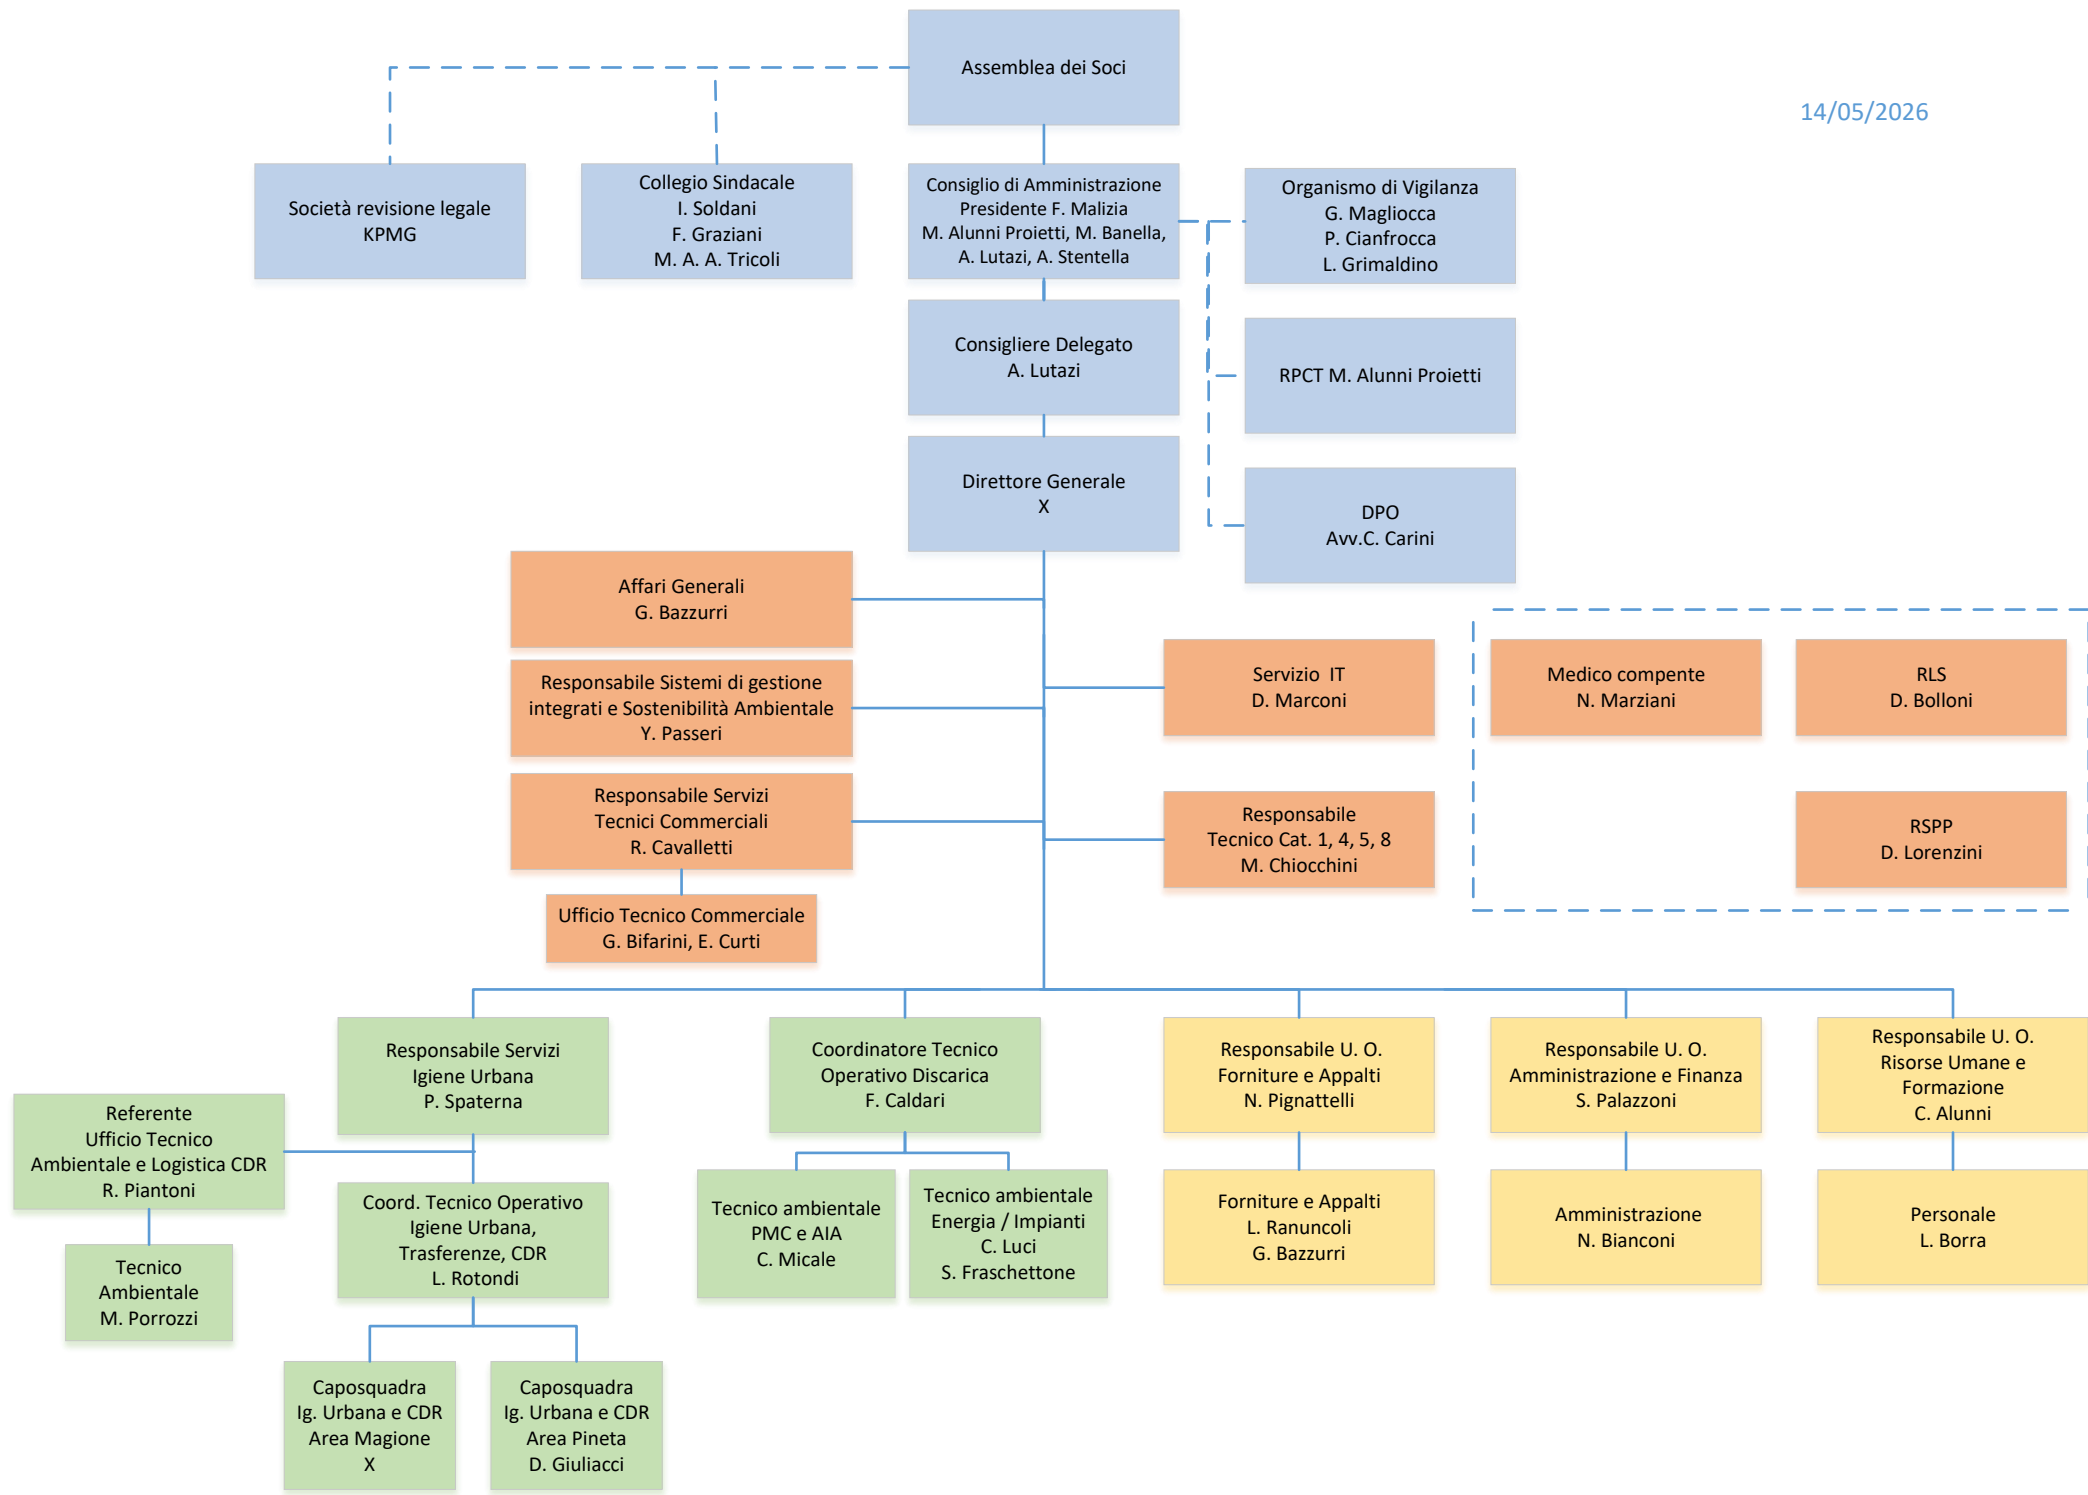 Assemblea dei Soci
14/05/2026
Società revisione legale
KPMG
Collegio Sindacale
I. Soldani
F. Graziani
M. A. A. Tricoli
Consiglio di Amministrazione
Presidente F. Malizia
M. Alunni Proietti, M. Banella,
A. Lutazi, A. Stentella
Organismo di Vigilanza
G. Magliocca
P. Cianfrocca
L. Grimaldino
Consigliere Delegato
A. Lutazi
RPCT M. Alunni Proietti
Direttore Generale
X
DPO
Avv.C. Carini
Affari Generali
G. Bazzurri
Responsabile Sistemi di gestione
integrati e Sostenibilità Ambientale
Y. Passeri
Servizio IT
D. Marconi
Medico compente
N. Marziani
RLS
D. Bolloni
Responsabile Servizi
Tecnici Commerciali
R. Cavalletti
Responsabile
Tecnico Cat. 1, 4, 5, 8
M. Chiocchini
RSPP
D. Lorenzini
Ufficio Tecnico Commerciale
G. Bifarini, E. Curti
Responsabile Servizi
Igiene Urbana
P. Spaterna
Coordinatore Tecnico
Operativo Discarica
F. Caldari
Responsabile U. O.
Forniture e Appalti
N. Pignattelli
Responsabile U. O.
Amministrazione e Finanza
S. Palazzoni
Responsabile U. O.
Risorse Umane e
Formazione
C. Alunni
Referente
Ufficio Tecnico
Ambientale e Logistica CDR
R. Piantoni
Coord. Tecnico Operativo
Igiene Urbana,
Trasferenze, CDR
L. Rotondi
Tecnico ambientale
PMC e AIA
C. Micale
Tecnico ambientale
Energia / Impianti
C. Luci
S. Fraschettone
Forniture e Appalti
L. Ranuncoli
G. Bazzurri
Amministrazione
N. Bianconi
Personale
L. Borra
Tecnico
Ambientale
M. Porrozzi
Caposquadra
Ig. Urbana e CDR
Area Magione
X
Caposquadra
Ig. Urbana e CDR
Area Pineta
D. Giuliacci